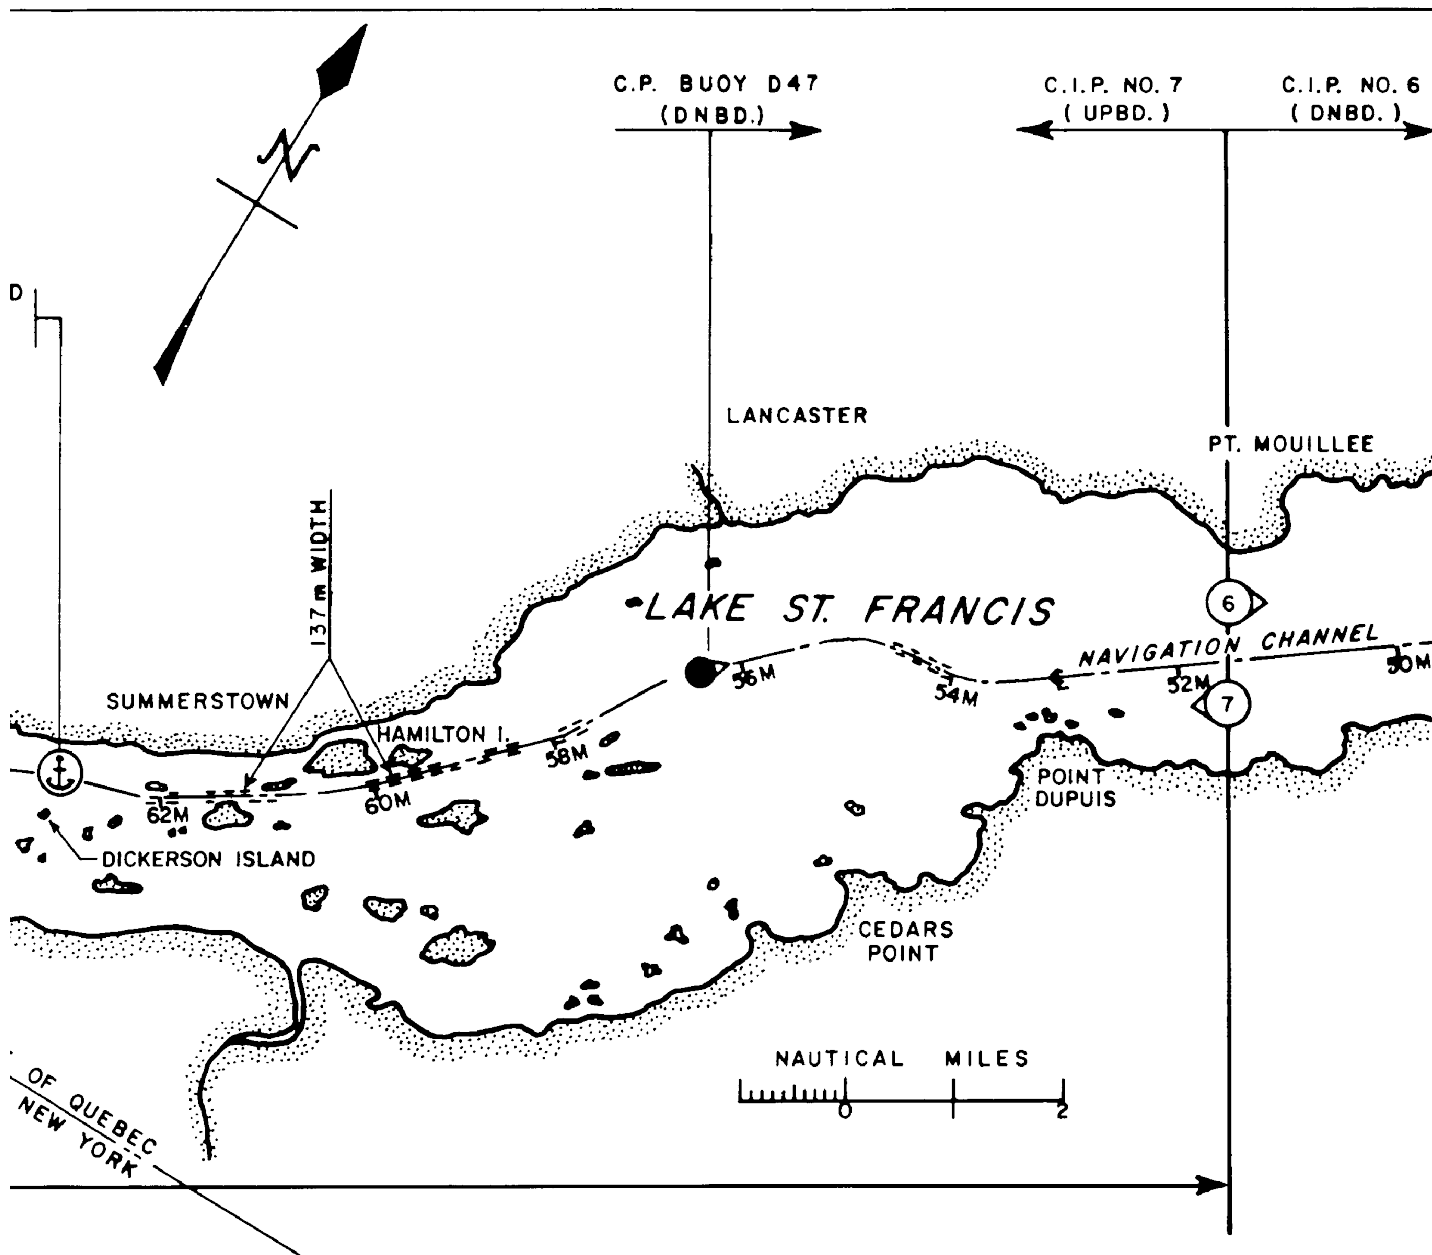 C.P. BUOY D47
(DNBD.)
C.I.P. NO. 7
(UPBD.)
C.I.P. NO. 6
(DNBD.)
N
D
LANCASTER
PT. MOUILLEE
137 m WIDTH
LAKE ST. FRANCIS
6
NAVIGATION CHANNEL
50M
52M
54M
56M
7
SUMMERSTOWN
HAMILTON I.
58M
60M
62M
POINT
DUPUIS
DICKERSON ISLAND
CEDARS
POINT
NAUTICAL MILES
0 1 2
OF QUEBEC
NEW YORK